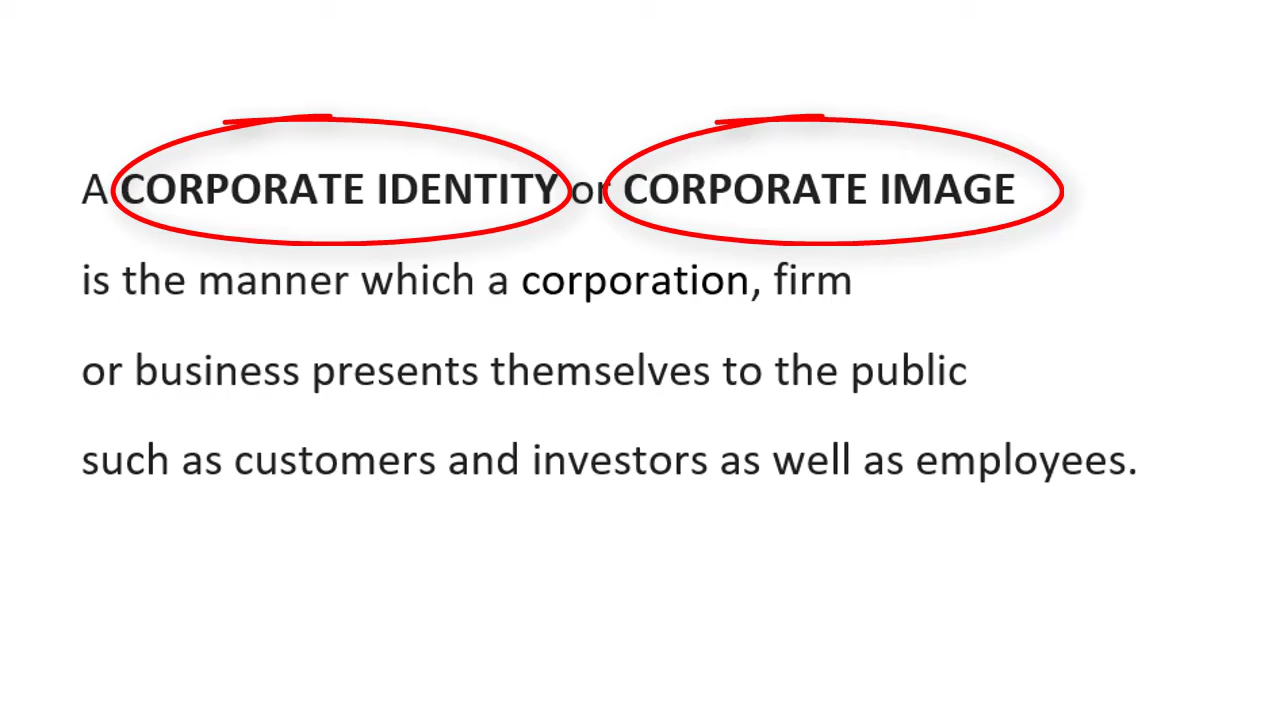 A CORPORATE IDENTITY or CORPORATE IMAGE
is the manner which a corporation, firm
or business presents themselves to the public
such as customers and investors as well as employees.